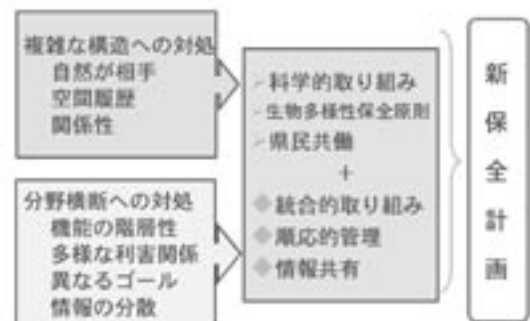 複雑な構造への対処
自然が相手
空間履歴
関係性
分野横断への対処
機能の階層性
多様な利害関係
異なるゴール
情報の分散
科学的取り組み
生物多様性保全原則
県民共働
+
統合的取り組み
順応的管理
情報共有
新保全計画